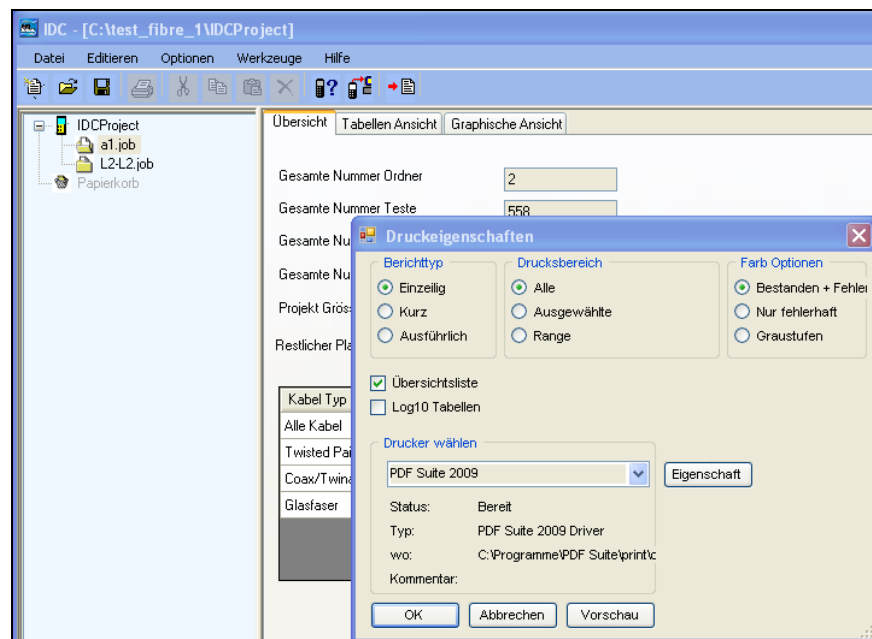 IDC - [C:\test_fibre_1\IDCProject]
Datei Editieren Optionen Werkzeuge Hilfe
IDCProject
a1.job
L2-L2.job
Papierkorb
Übersicht Tabellen Ansicht Graphische Ansicht
Gesamte Nummer Ordner 2
Gesamte Nummer Teste 558
Gesamte Nu
Gesamte Nu
Projekt Grös
Restlicher Pla
Kabel Typ
Alle Kabel
Twisted Pai
Coax/Twina
Glasfaser
Druckeigenschaften
Berichttyp
Einzeilig
Kurz
Ausführlich
Drucksbereich
Alle
Ausgewählte
Range
Farb Optionen
Bestanden + Fehler
Nur fehlerhaft
Graustufen
Übersichtsliste
Log10 Tabellen
Drucker wählen
PDF Suite 2009 Eigenschaft
Status: Bereit
Typ: PDF Suite 2009 Driver
wo: C:\Programme\PDF Suite\print\c
Kommentar:
OK Abbrechen Vorschau